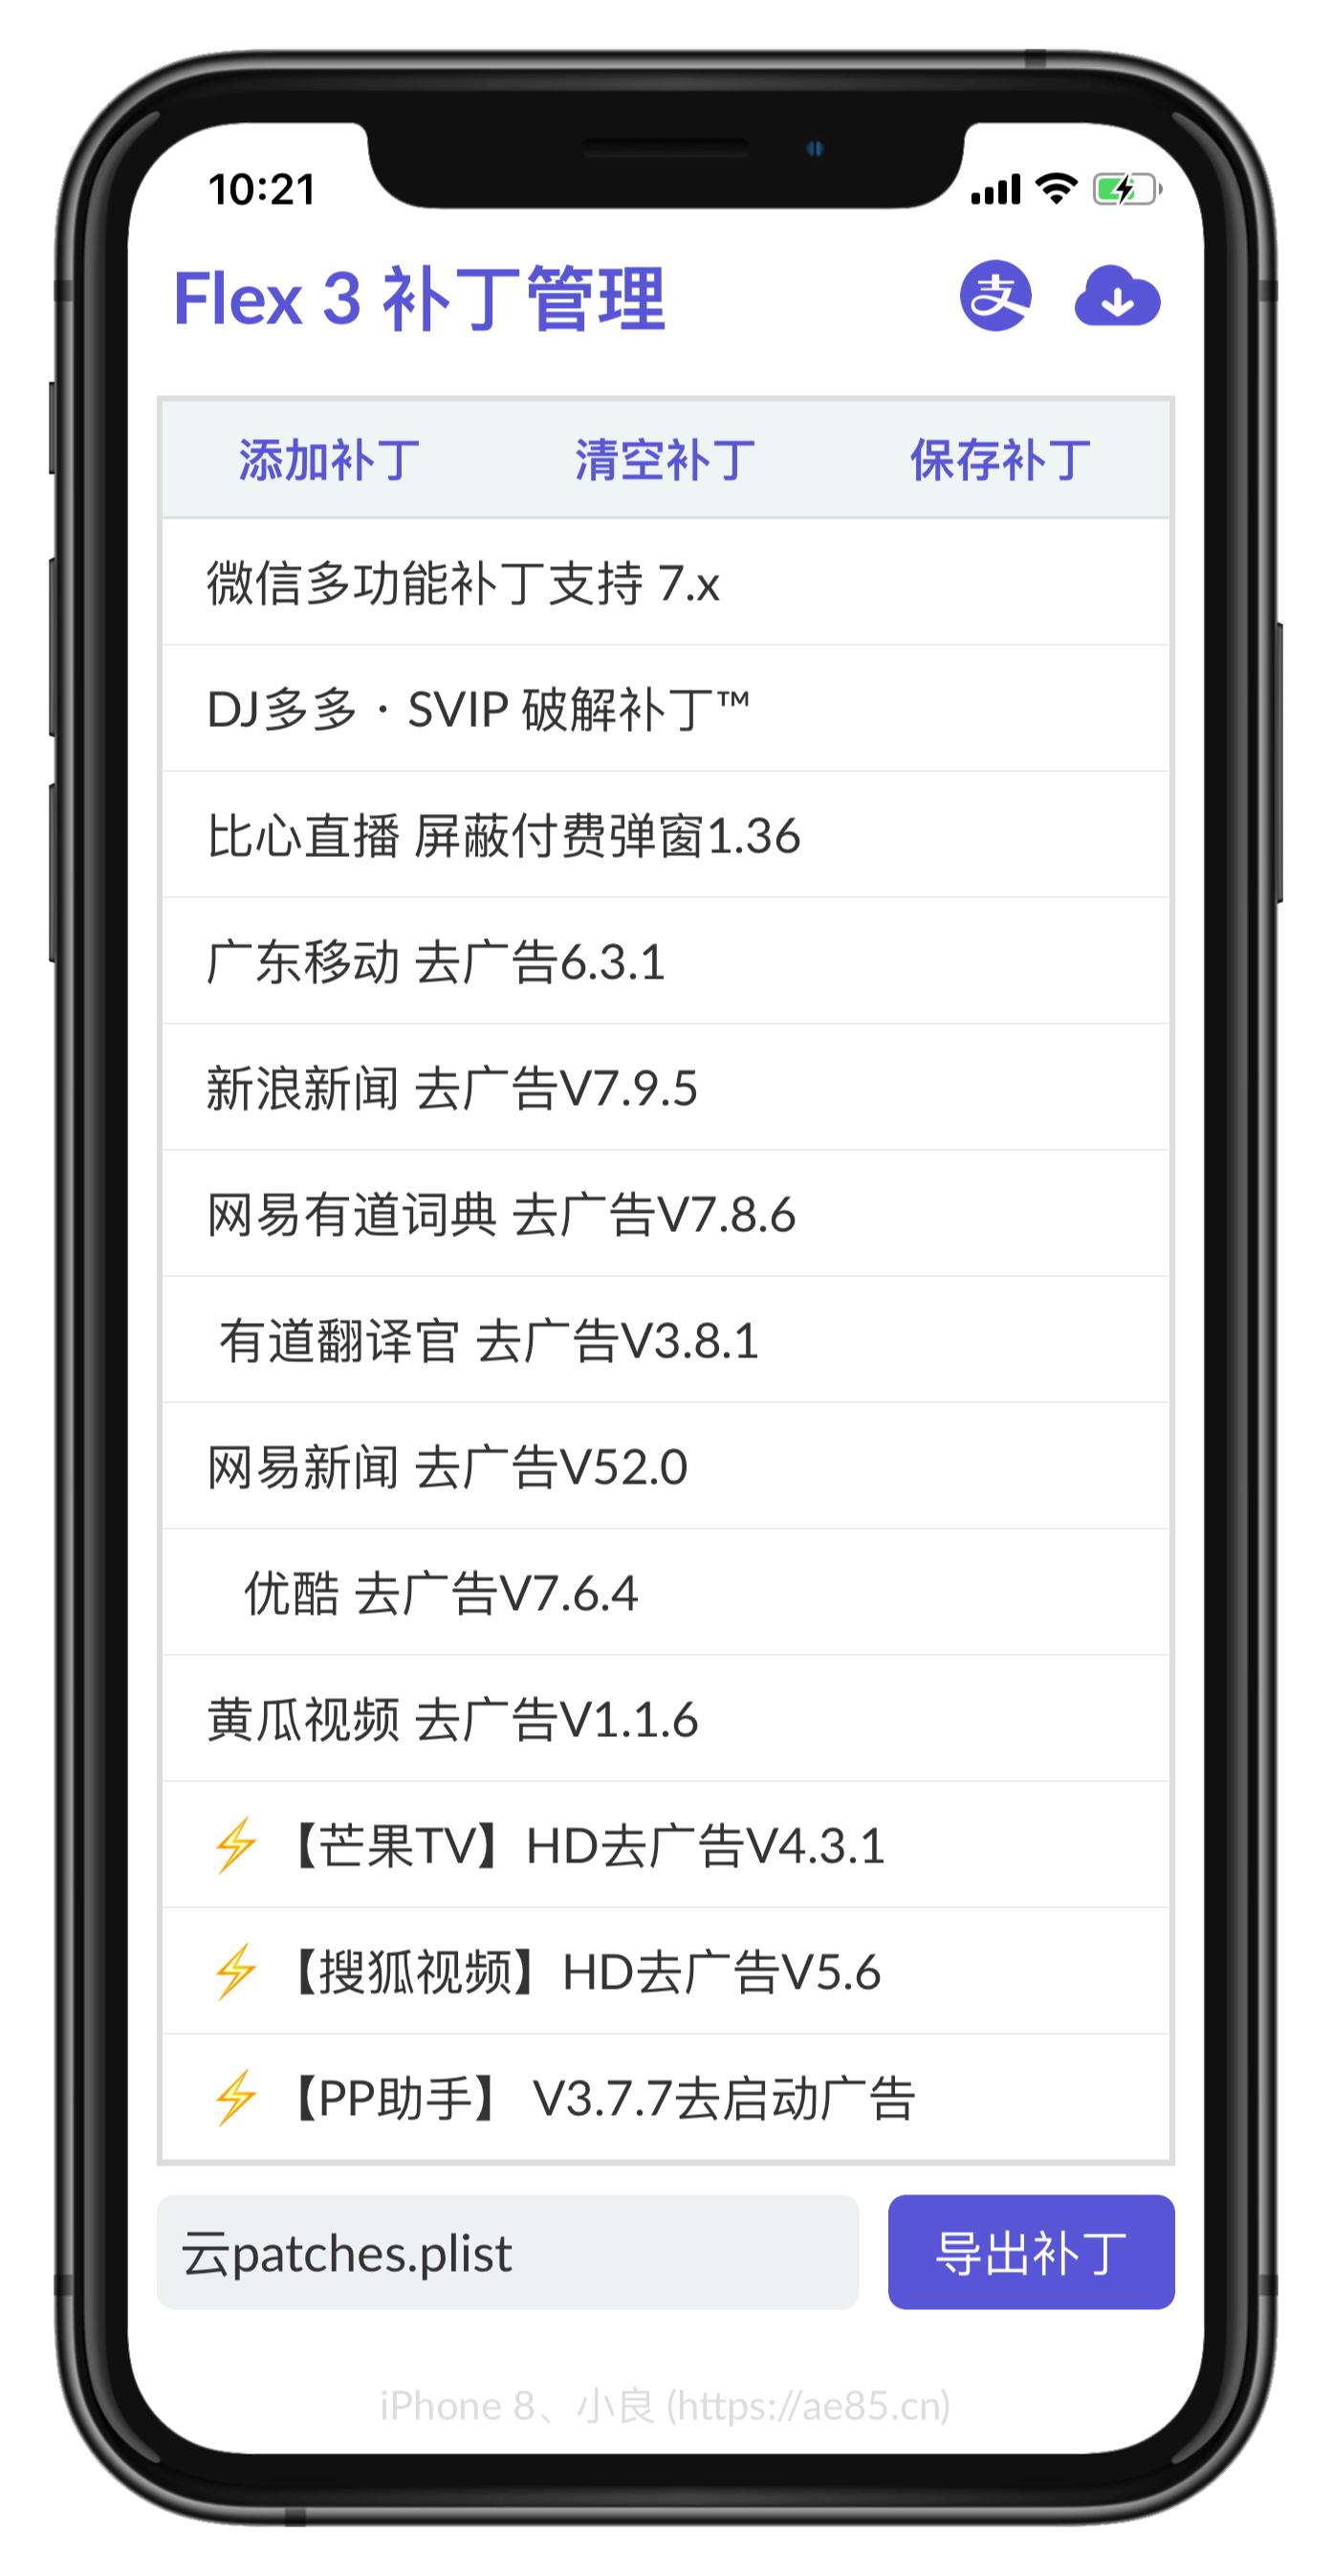 10:21
Flex 3 补丁管理
支
添加补丁 清空补丁 保存补丁
微信多功能补丁支持 7.x
DJ多多 · SVIP 破解补丁™
比心直播 屏蔽付费弹窗1.36
广东移动 去广告6.3.1
新浪新闻 去广告V7.9.5
网易有道词典 去广告V7.8.6
有道翻译官 去广告V3.8.1
网易新闻 去广告V52.0
优酷 去广告V7.6.4
黄瓜视频 去广告V1.1.6
⚡【芒果TV】HD去广告V4.3.1
⚡【搜狐视频】HD去广告V5.6
⚡【PP助手】 V3.7.7去启动广告
云patches.plist
导出补丁
iPhone 8、小良 (https://ae85.cn)